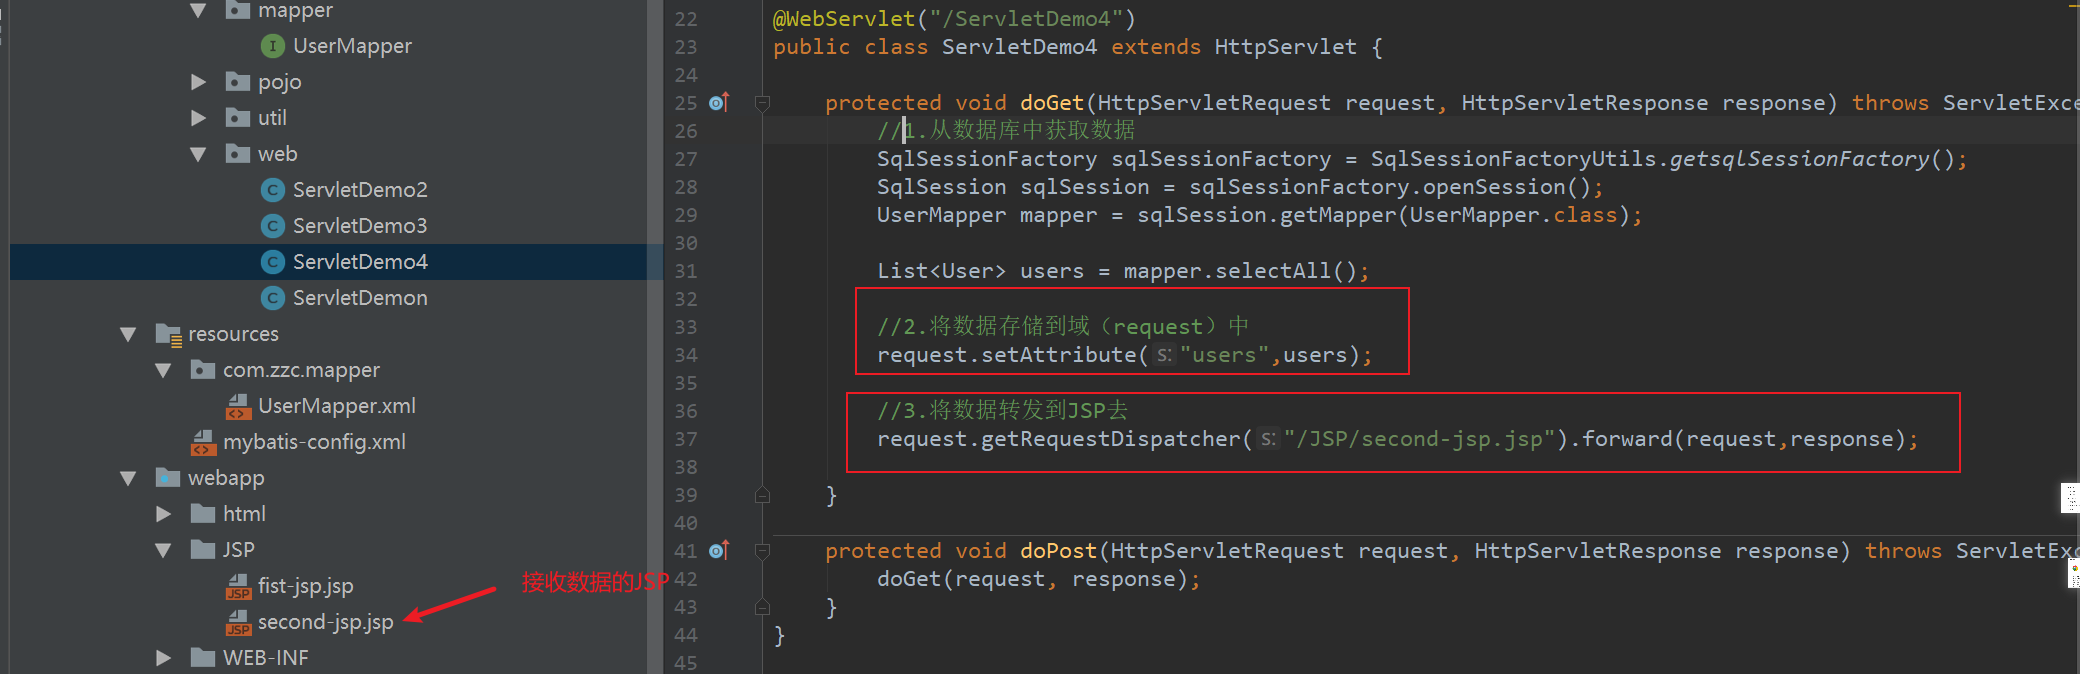 mapper
UserMapper
pojo
util
web
ServletDemo2
ServletDemo3
ServletDemo4
ServletDemon
resources
com.zzc.mapper
UserMapper.xml
mybatis-config.xml
webapp
html
JSP
fist-jsp.jsp
second-jsp.jsp
WEB-INF
接收数据的JSP
22 @WebServlet("/ServletDemo4")
23 public class ServletDemo4 extends HttpServlet {
24
25 protected void doGet(HttpServletRequest request, HttpServletResponse response) throws ServletExce
26 //1.从数据库中获取数据
27 SqlSessionFactory sqlSessionFactory = SqlSessionFactoryUtils.getsqlSessionFactory();
28 SqlSession sqlSession = sqlSessionFactory.openSession();
29 UserMapper mapper = sqlSession.getMapper(UserMapper.class);
30
31 List<User> users = mapper.selectAll();
32
33 //2.将数据存储到域（request）中
34 request.setAttribute( s: "users",users);
35
36 //3.将数据转发到JSP去
37 request.getRequestDispatcher( s: "/JSP/second-jsp.jsp").forward(request,response);
38
39 }
40
41 protected void doPost(HttpServletRequest request, HttpServletResponse response) throws ServletExc
42 doGet(request, response);
43 }
44 }
45